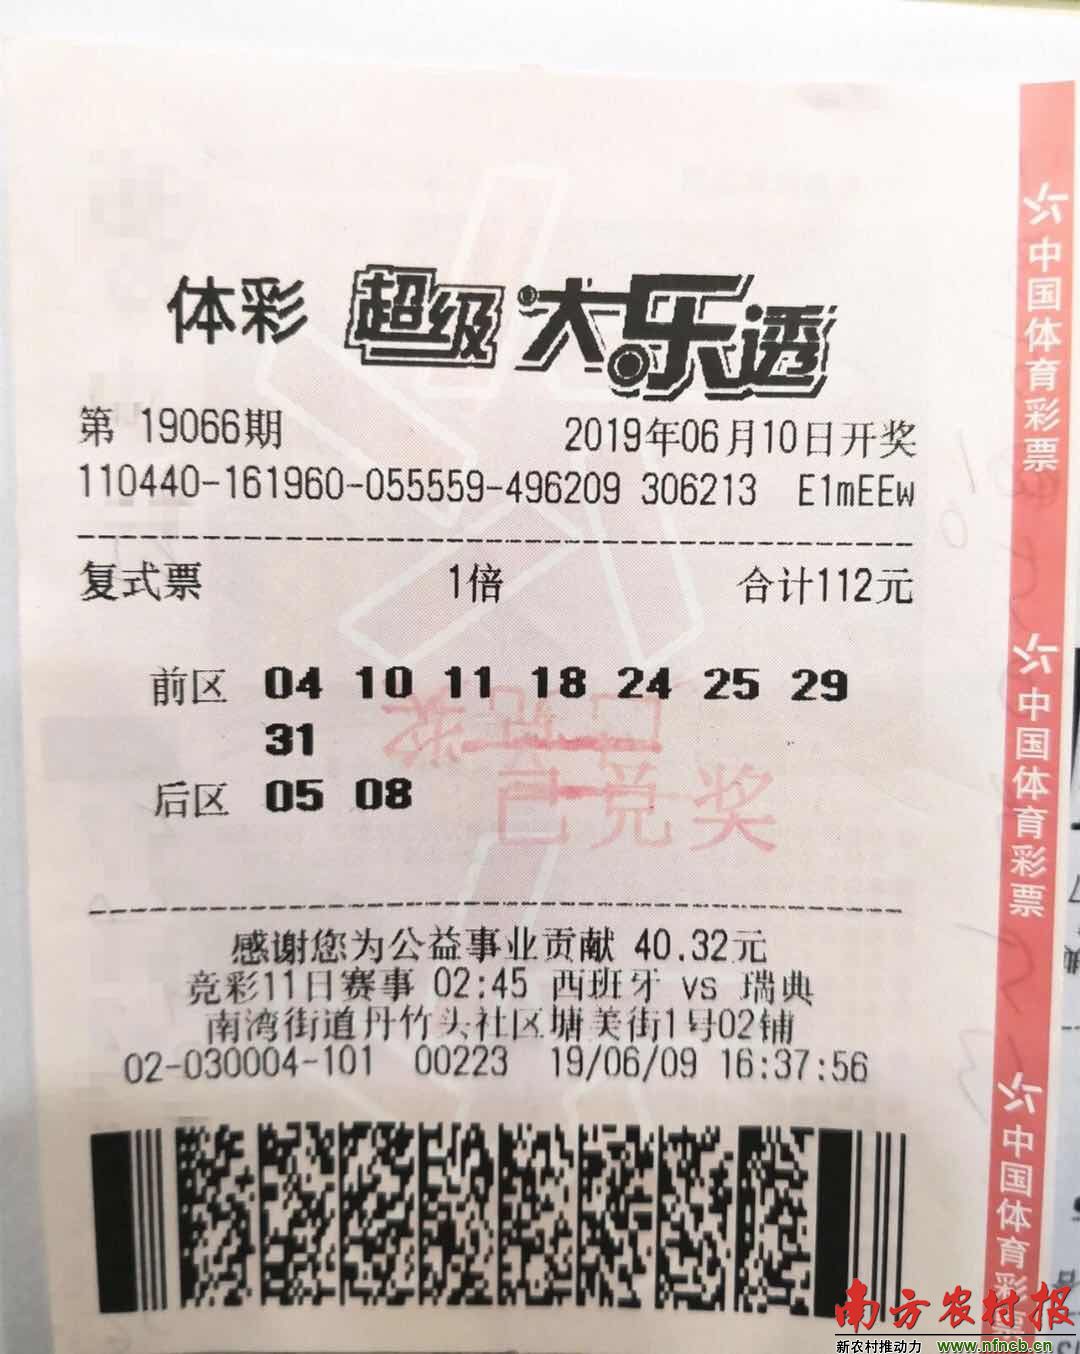 体彩 超级大乐透
第 19066期 2019年06月10日开奖
110440-161960-055559-496209 306213 E1mEEw
复式票 1倍 合计112元
前区 04 10 11 18 24 25 29
31
后区 05 08
已兑奖
感谢您为公益事业贡献 40.32元
竞彩11日赛事 02:45 西班牙 vs 瑞典
南湾街道丹竹头社区塘美街1号02铺
02-030004-101 00223 19/06/09 16:37:56
中国体育彩票
中国体育彩票
中国体育彩票
南方农村报
新农村推动力 www.nfncb.cn